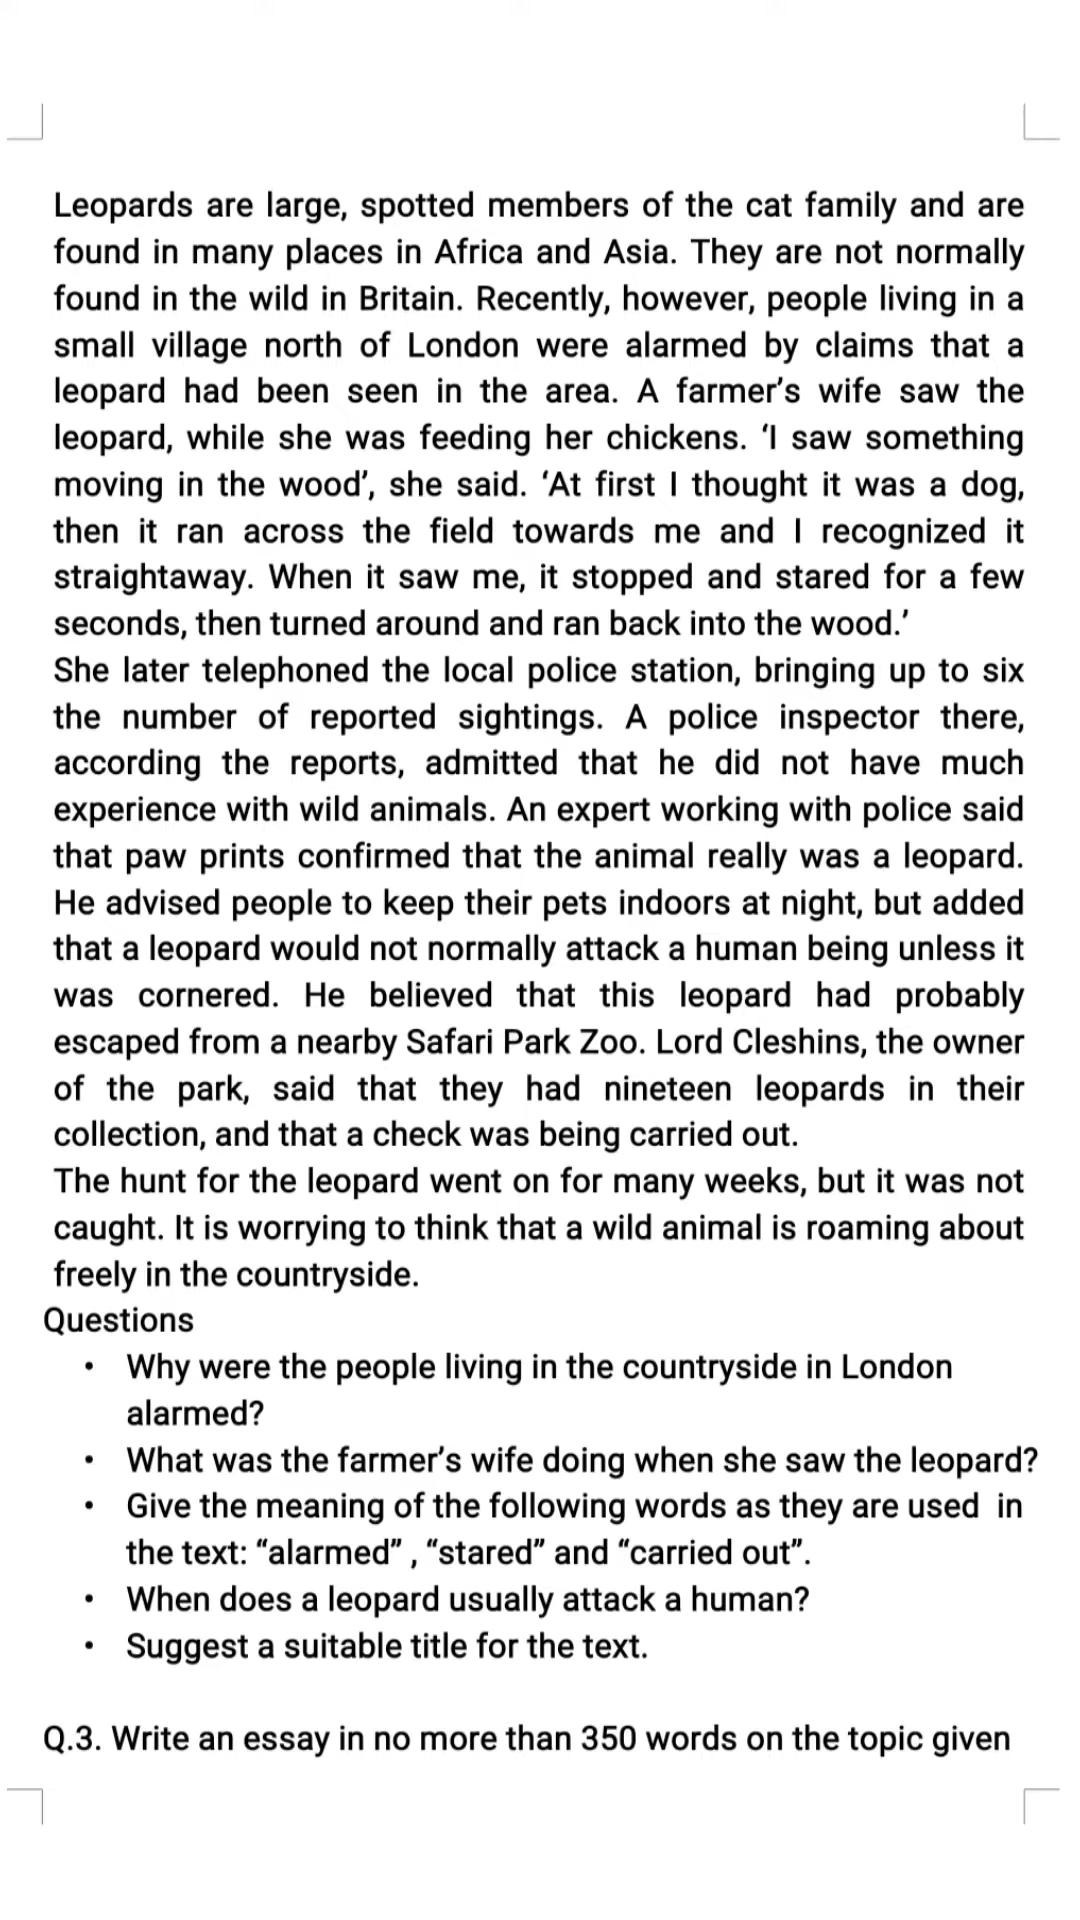 Leopards are large, spotted members of the cat family and are
found in many places in Africa and Asia. They are not normally
found in the wild in Britain. Recently, however, people living in a
small village north of London were alarmed by claims that a
leopard had been seen in the area. A farmer’s wife saw the
leopard, while she was feeding her chickens. ‘I saw something
moving in the wood’, she said. ‘At first I thought it was a dog,
then it ran across the field towards me and I recognized it
straightaway. When it saw me, it stopped and stared for a few
seconds, then turned around and ran back into the wood.’
She later telephoned the local police station, bringing up to six
the number of reported sightings. A police inspector there,
according the reports, admitted that he did not have much
experience with wild animals. An expert working with police said
that paw prints confirmed that the animal really was a leopard.
He advised people to keep their pets indoors at night, but added
that a leopard would not normally attack a human being unless it
was cornered. He believed that this leopard had probably
escaped from a nearby Safari Park Zoo. Lord Cleshins, the owner
of the park, said that they had nineteen leopards in their
collection, and that a check was being carried out.
The hunt for the leopard went on for many weeks, but it was not
caught. It is worrying to think that a wild animal is roaming about
freely in the countryside.
Questions
• Why were the people living in the countryside in London
alarmed?
• What was the farmer’s wife doing when she saw the leopard?
• Give the meaning of the following words as they are used in
the text: “alarmed” , “stared” and “carried out”.
• When does a leopard usually attack a human?
• Suggest a suitable title for the text.
Q.3. Write an essay in no more than 350 words on the topic given